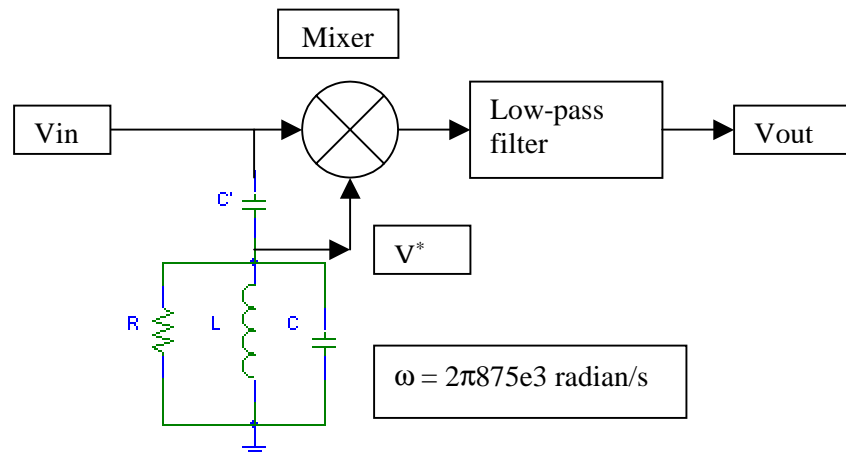 Mixer
Vin
Low-pass
filter
Vout
C'
V*
R
L
C
ω = 2π875e3 radian/s